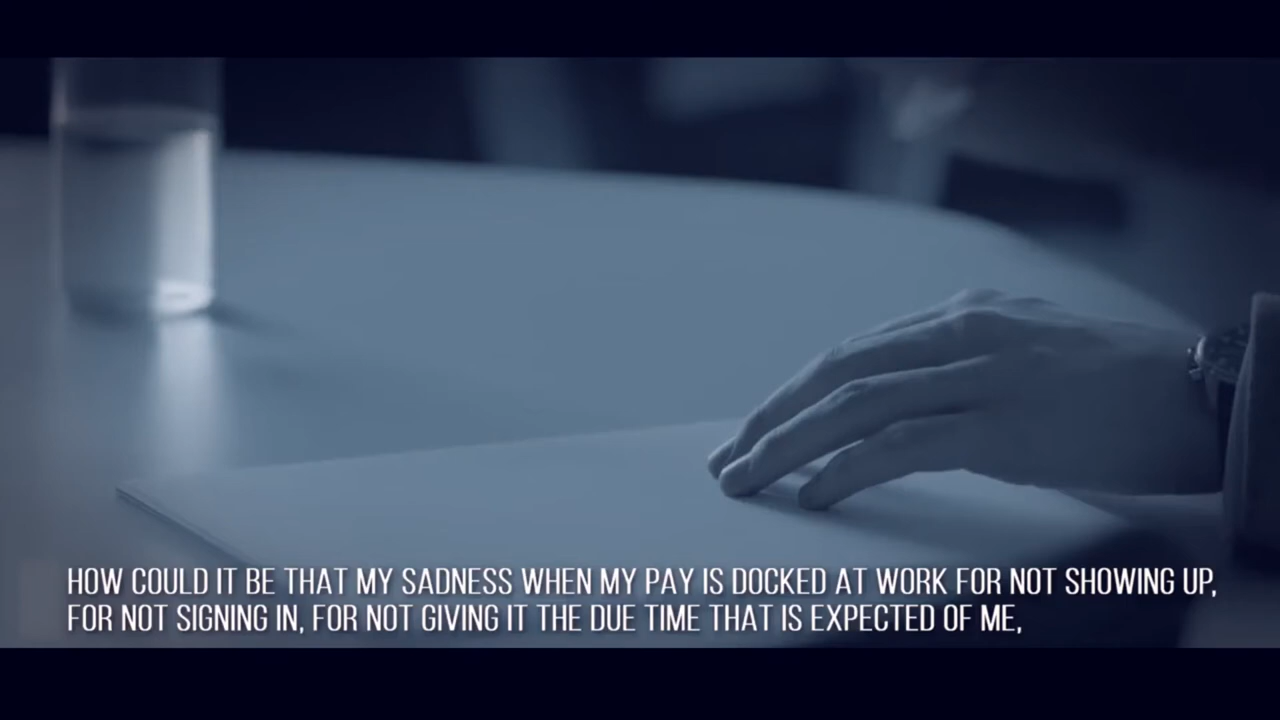 HOW COULD IT BE THAT MY SADNESS WHEN MY PAY IS DOCKED AT WORK FOR NOT SHOWING UP,
FOR NOT SIGNING IN, FOR NOT GIVING IT THE DUE TIME THAT IS EXPECTED OF ME,